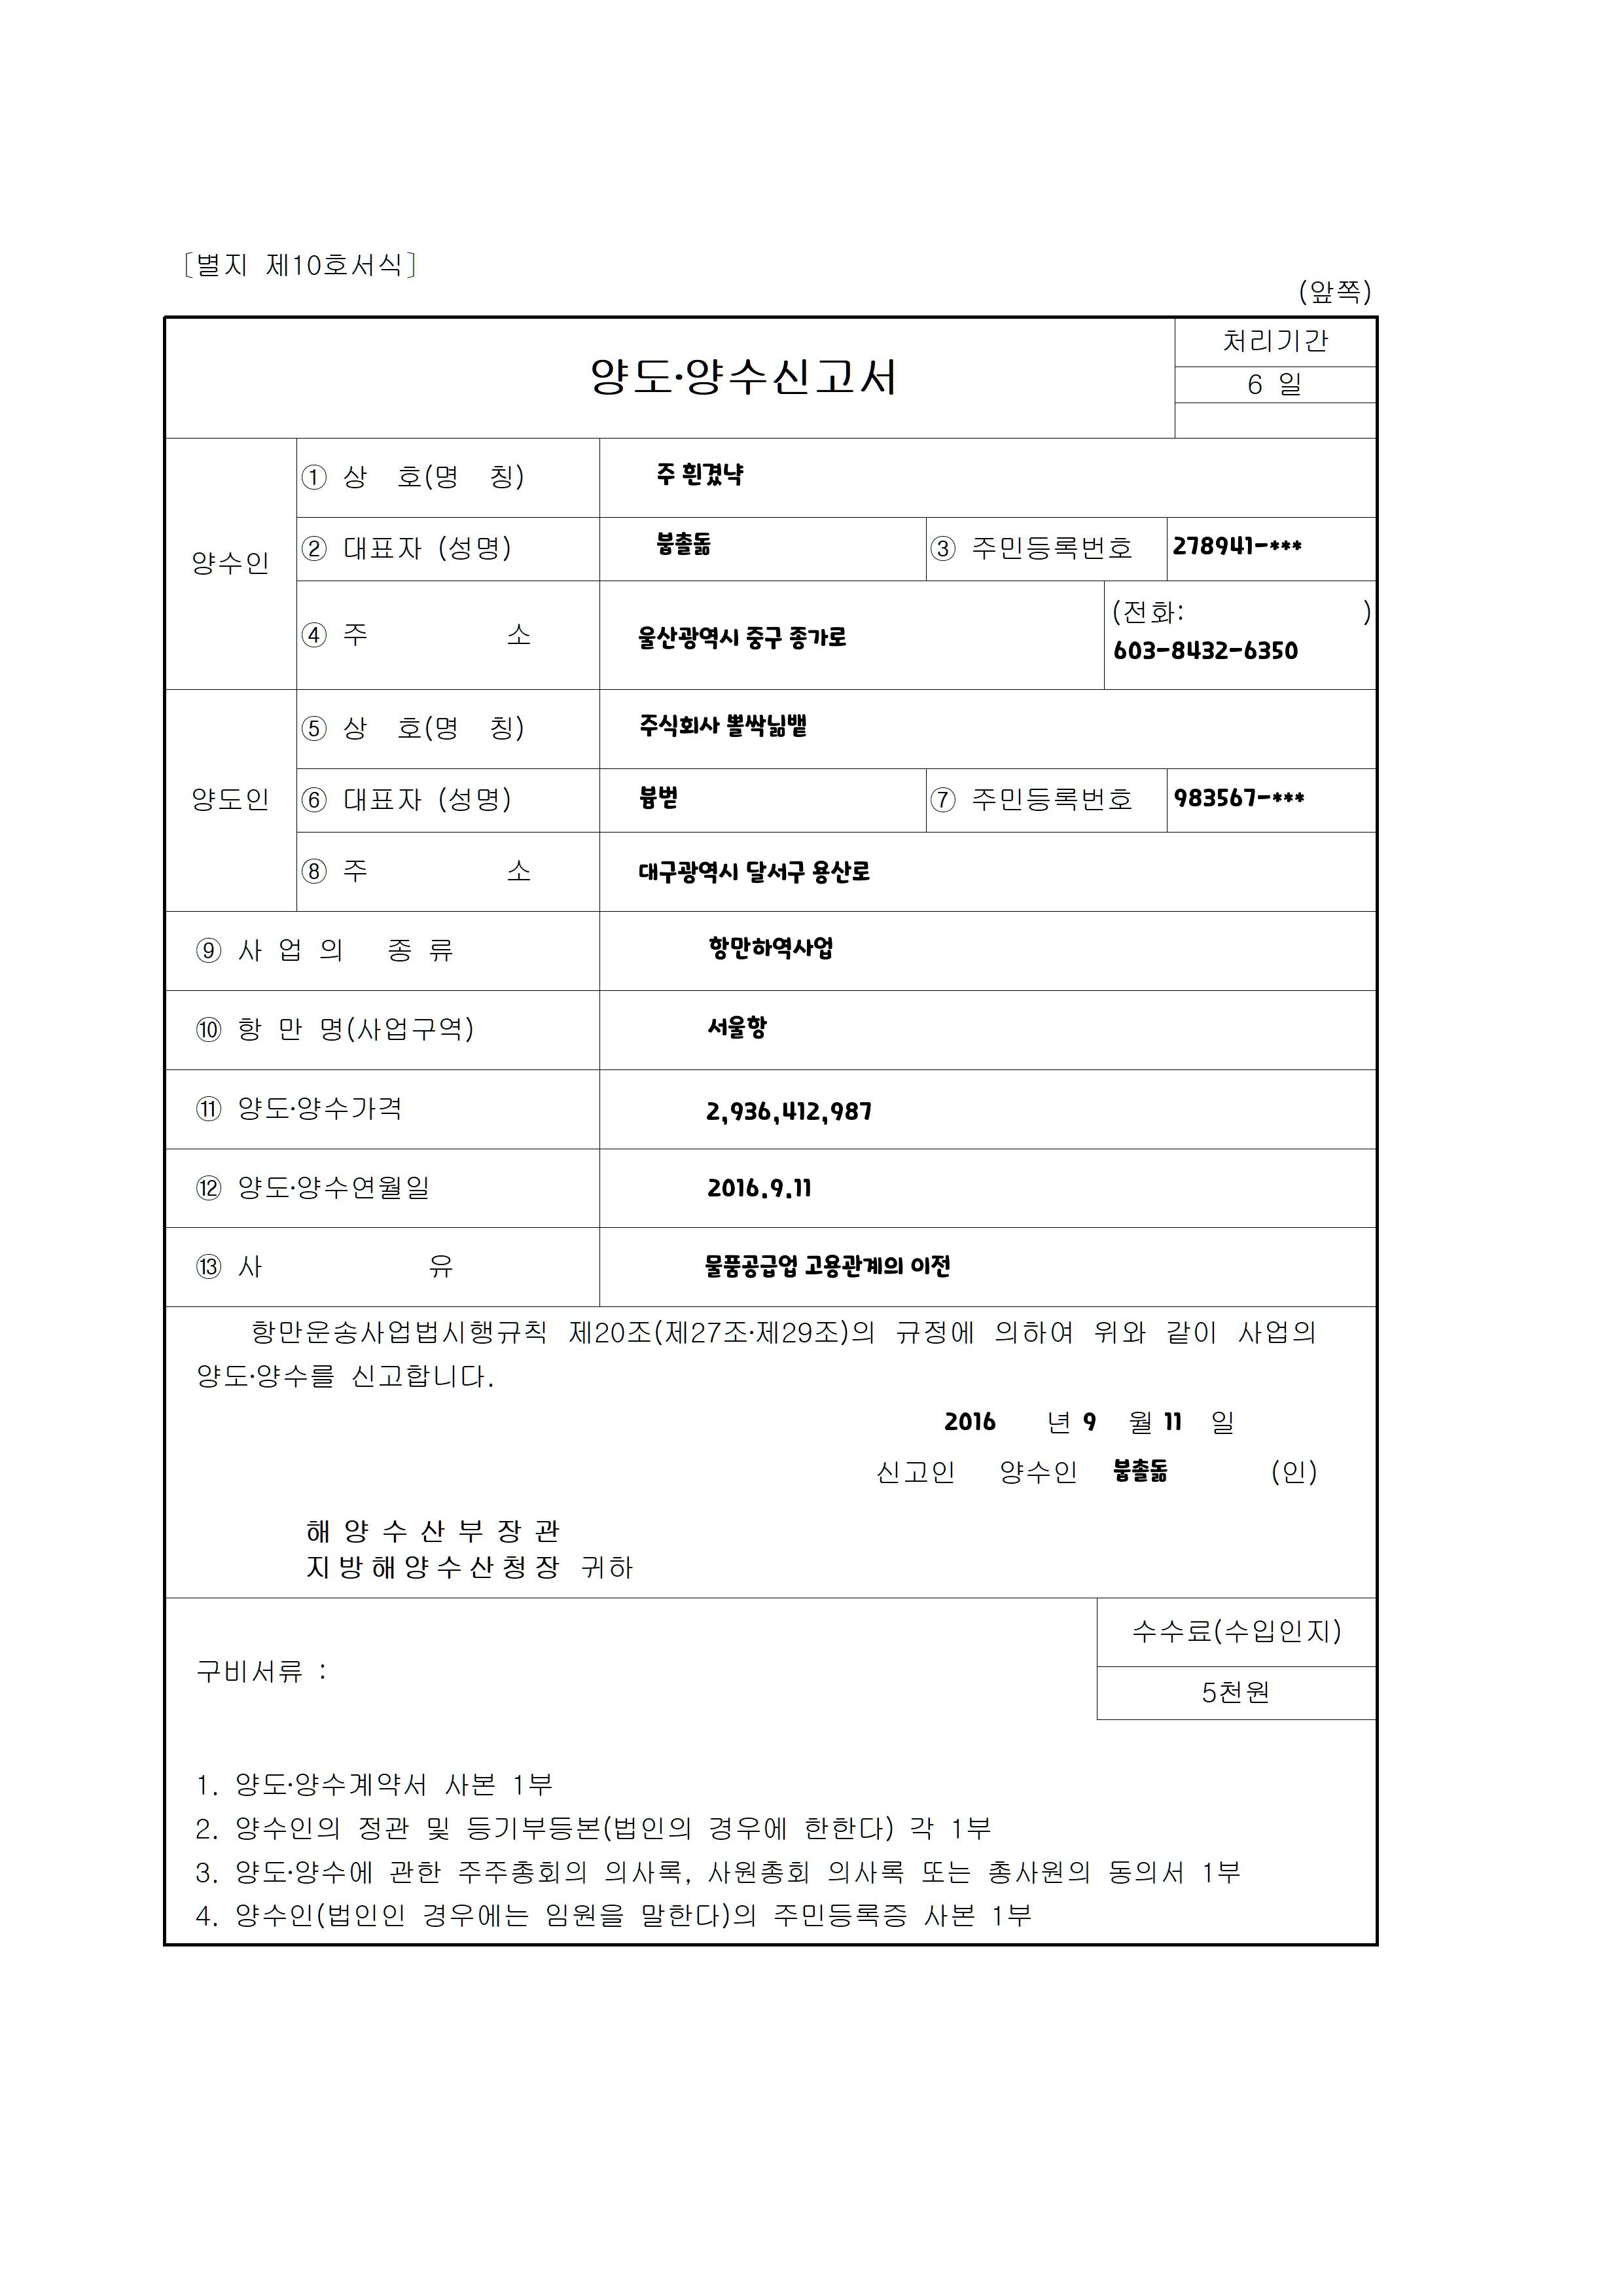 [별지 제10호서식]
(앞쪽)
양도·양수신고서
처리기간
6 일
양수인
① 상 호(명 칭)
주 흰겼냑
② 대표자 (성명)
붐촐돎
③ 주민등록번호
278941-***
④ 주 소
울산광역시 중구 종가로
(전화: )
603-8432-6350
양도인
⑤ 상 호(명 칭)
주식회사
⑥ 대표자 (성명)
⑦ 주민등록번호
983567-***
⑧ 주 소
대구광역시 달서구 용산로
⑨ 사 업 의 종 류
항만하역사업
⑩ 항 만 명(사업구역)
서울항
⑪ 양도·양수가격
2,936,412,987
⑫ 양도·양수연월일
2016.9.11
⑬ 사 유
물품공급업 고용관계의 이전
항만운송사업법시행규칙 제20조(제27조·제29조)의 규정에 의하여 위와 같이 사업의
양도·양수를 신고합니다.
2016 년 9 월 11 일
신고인 양수인 붐촐돎 (인)
해 양 수 산 부 장 관
지 방 해 양 수 산 청 장 귀하
구비서류 :
수수료(수입인지)
5천원
1. 양도·양수계약서 사본 1부
2. 양수인의 정관 및 등기부등본(법인의 경우에 한한다) 각 1부
3. 양도·양수에 관한 주주총회의 의사록, 사원총회 의사록 또는 총사원의 동의서 1부
4. 양수인(법인인 경우에는 임원을 말한다)의 주민등록증 사본 1부